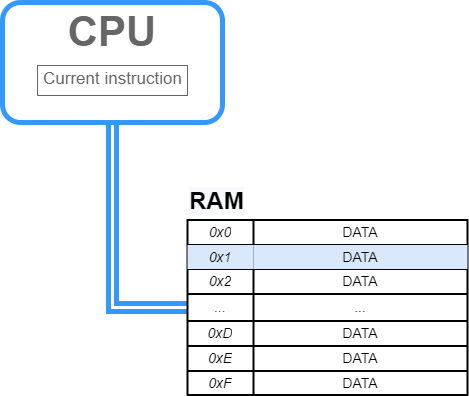 CPU
Current instruction
RAM
0x0 DATA
0x1 DATA
0x2 DATA
... ...
0xD DATA
0xE DATA
0xF DATA